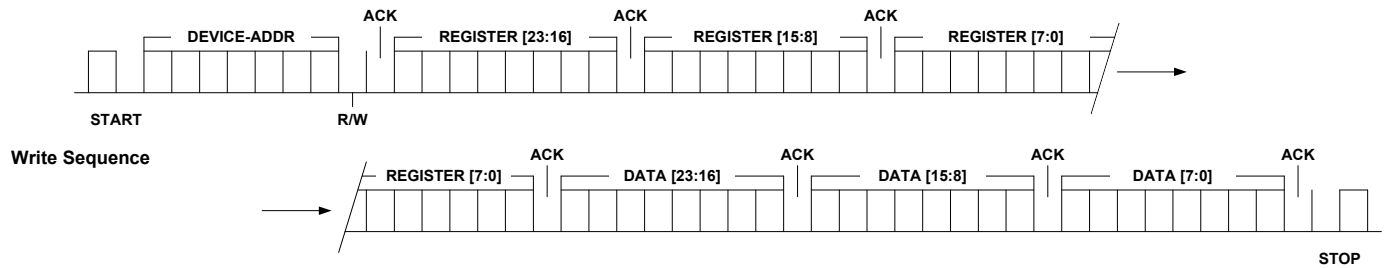 ACK ACK ACK
DEVICE-ADDR REGISTER [23:16] REGISTER [15:8] REGISTER [7:0]
START R/W
Write Sequence
ACK ACK ACK ACK
REGISTER [7:0] DATA [23:16] DATA [15:8] DATA [7:0]
STOP